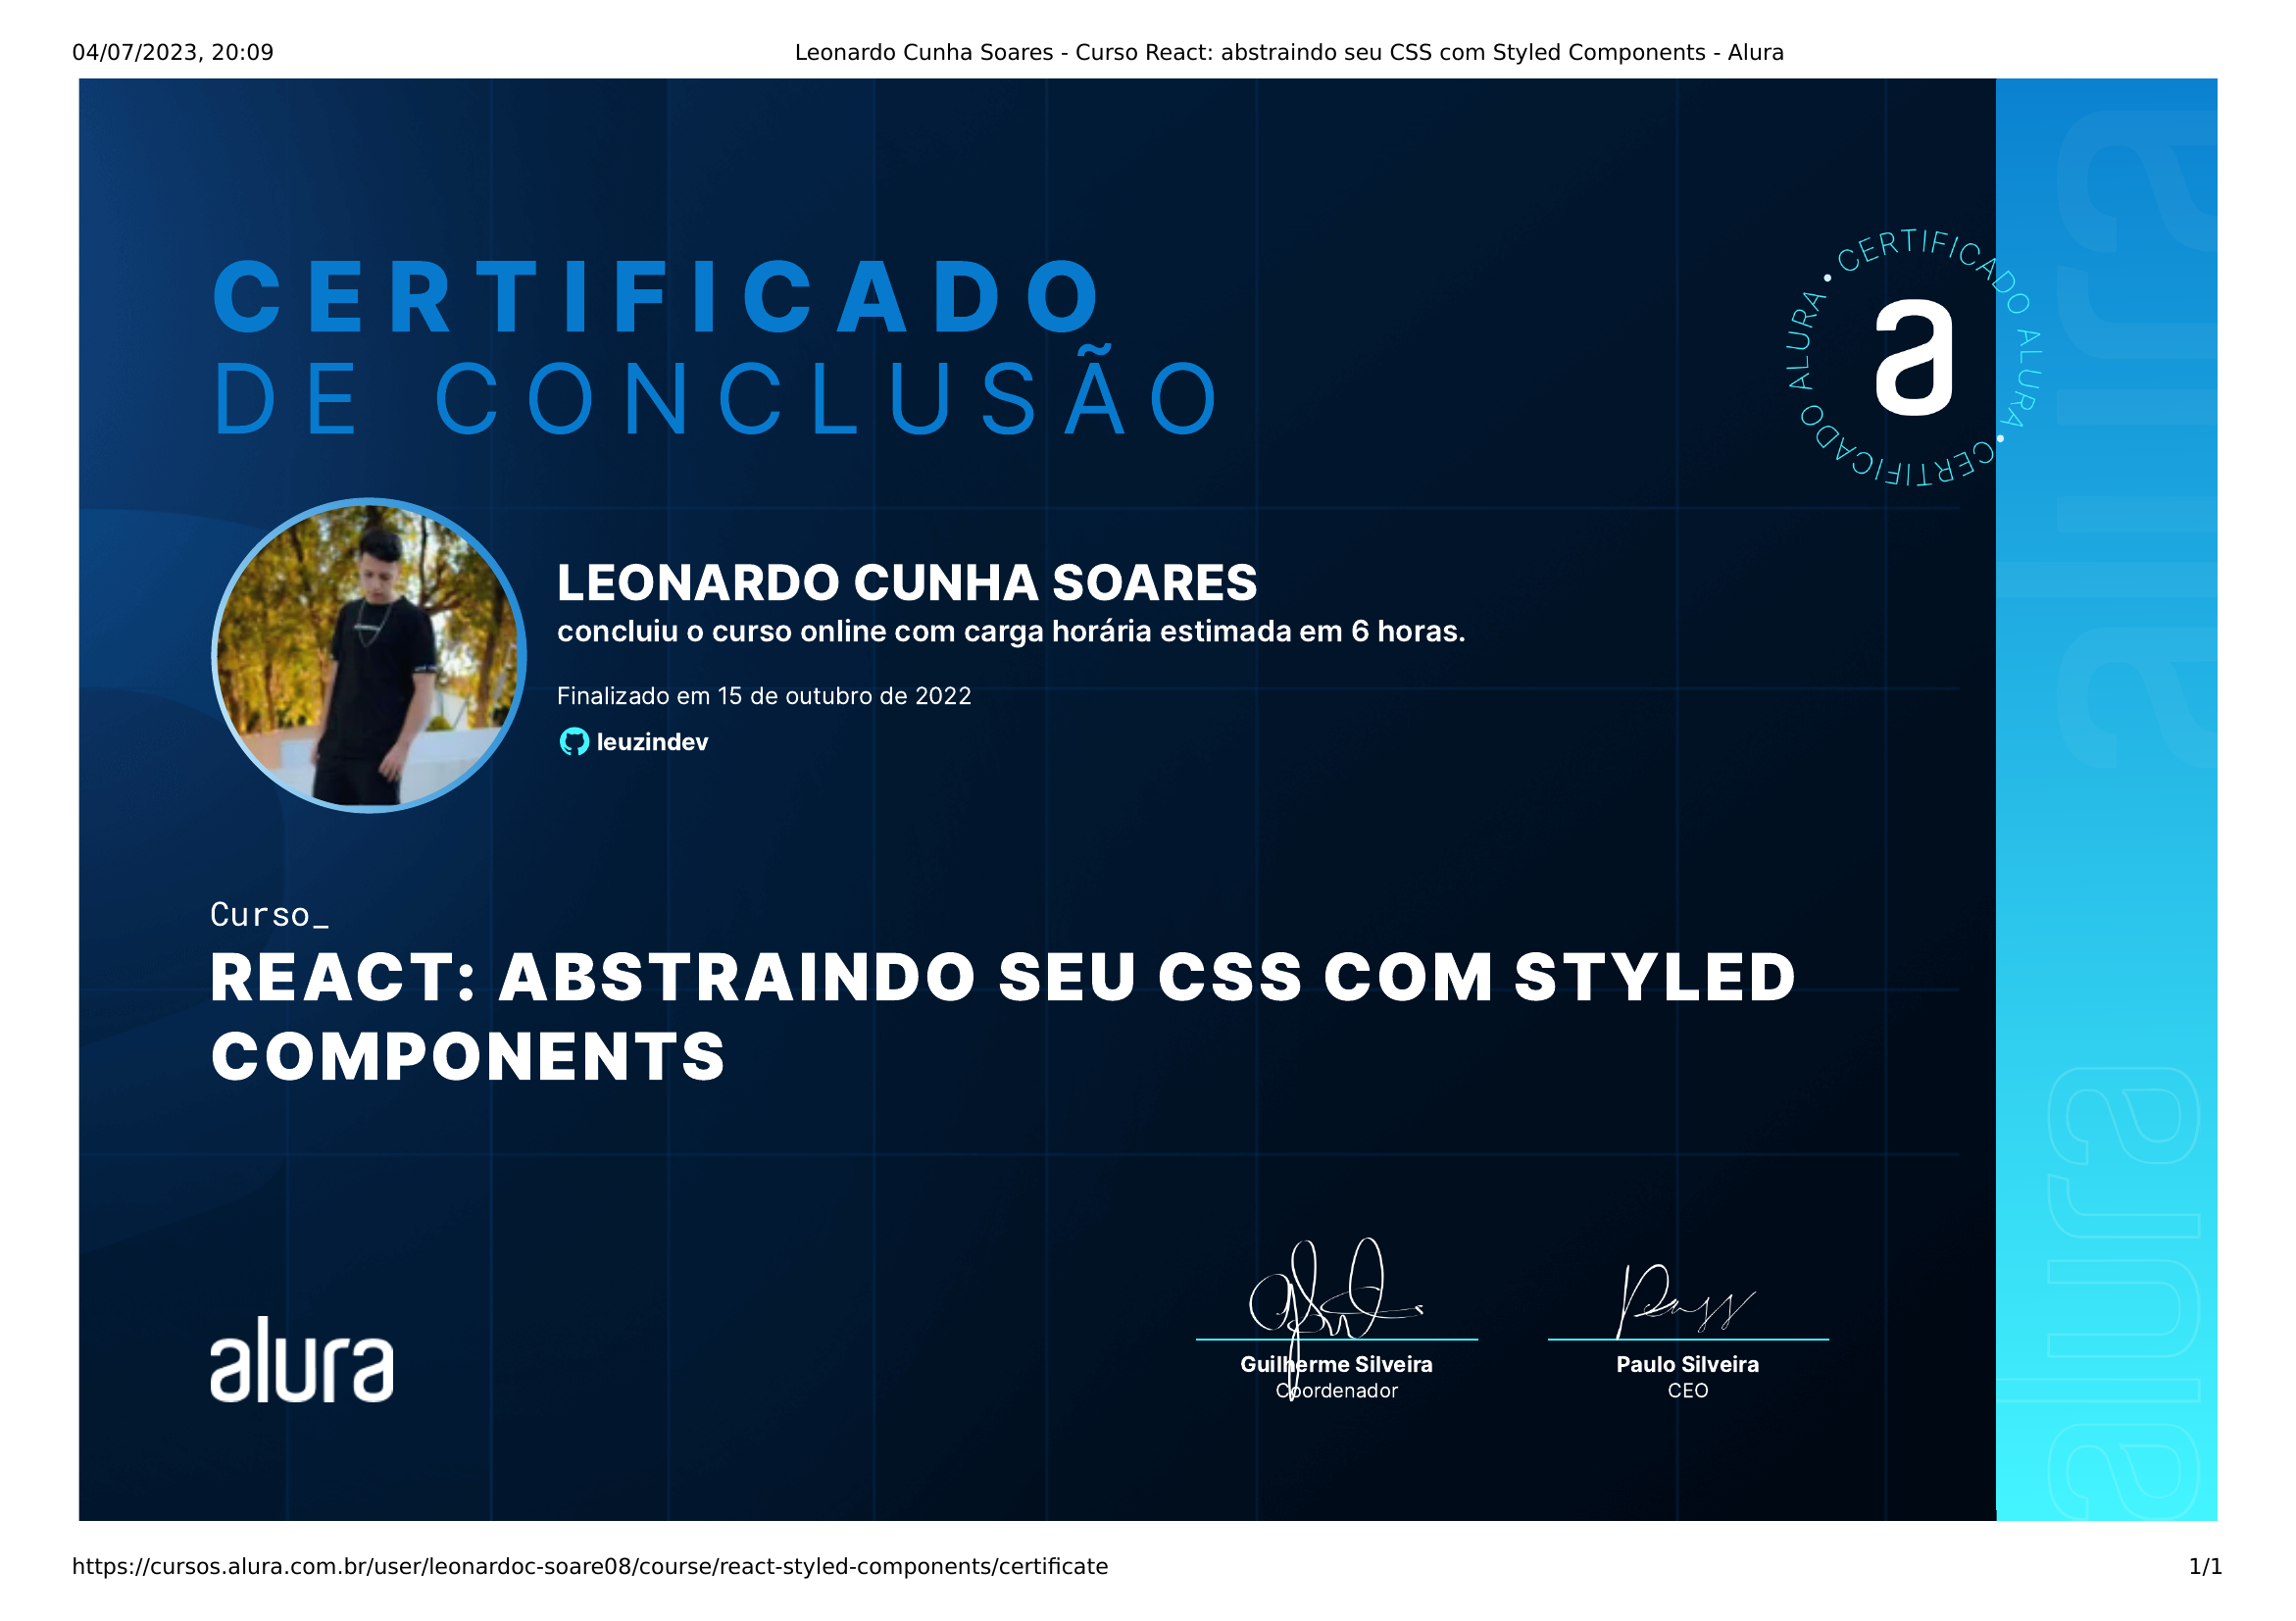 04/07/2023, 20:09
Leonardo Cunha Soares - Curso React: abstraindo seu CSS com Styled Components - Alura
CERTIFICADO
DE CONCLUSÃO
• CERTIFICADO ALURA • CERTIFICADO ALURA
a
LEONARDO CUNHA SOARES
concluiu o curso online com carga horária estimada em 6 horas.
Finalizado em 15 de outubro de 2022
leuzindev
Curso_
REACT: ABSTRAINDO SEU CSS COM STYLED
COMPONENTS
alura
Guilherme Silveira
Coordenador
Paulo Silveira
CEO
alura
alura
https://cursos.alura.com.br/user/leonardoc-soare08/course/react-styled-components/certificate
1/1